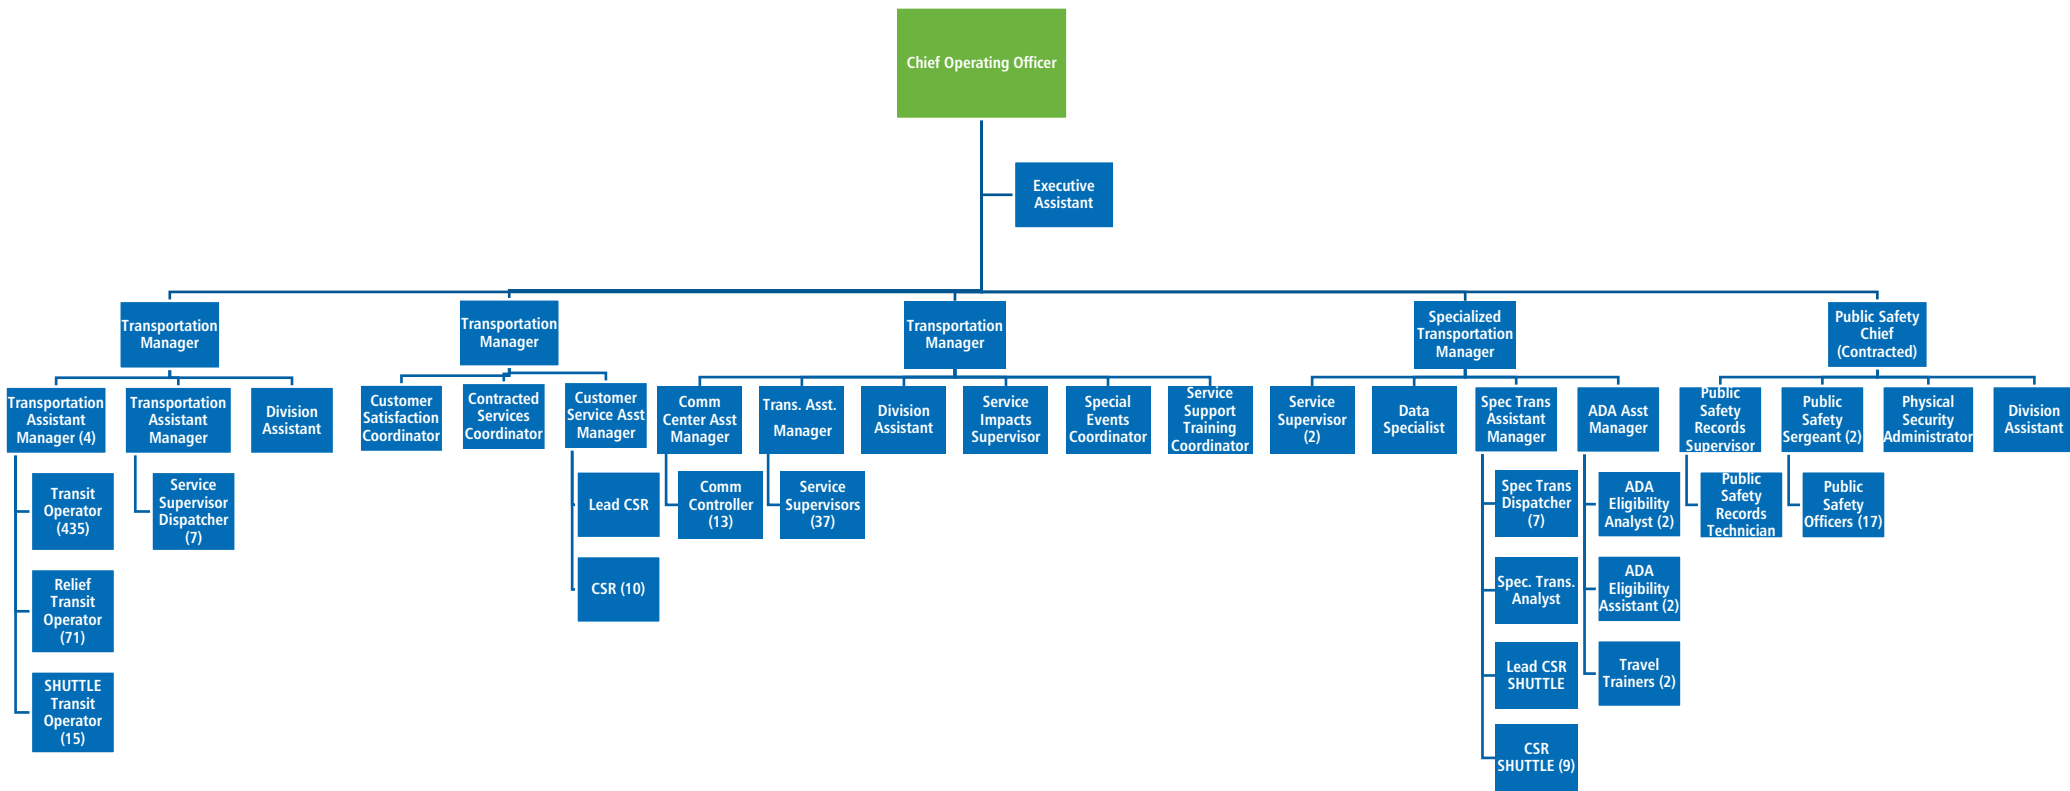 Chief Operating Officer
Executive
Assistant
Transportation
Manager
Transportation
Manager
Transportation
Manager
Specialized
Transportation
Manager
Public Safety
Chief
(Contracted)
Transportation
Assistant
Manager (4)
Transportation
Assistant
Manager
Division
Assistant
Customer
Satisfaction
Coordinator
Contracted
Services
Coordinator
Customer
Service Asst
Manager
Comm
Center Asst
Manager
Trans. Asst.
Manager
Division
Assistant
Service
Impacts
Supervisor
Special
Events
Coordinator
Service
Support
Training
Coordinator
Service
Supervisor
(2)
Data
Specialist
Spec Trans
Assistant
Manager
ADA Asst
Manager
Public
Safety
Records
Supervisor
Public
Safety
Sergeant (2)
Physical
Security
Administrator
Division
Assistant
Transit
Operator
(435)
Service
Supervisor
Dispatcher
(7)
Lead CSR
Comm
Controller
(13)
Service
Supervisors
(37)
Spec Trans
Dispatcher
(7)
ADA
Eligibility
Analyst (2)
Public
Safety
Records
Technician
Public
Safety
Officers (17)
Relief
Transit
Operator
(71)
CSR (10)
Spec. Trans.
Analyst
ADA
Eligibility
Assistant (2)
SHUTTLE
Transit
Operator
(15)
Lead CSR
SHUTTLE
Travel
Trainers (2)
CSR
SHUTTLE (9)